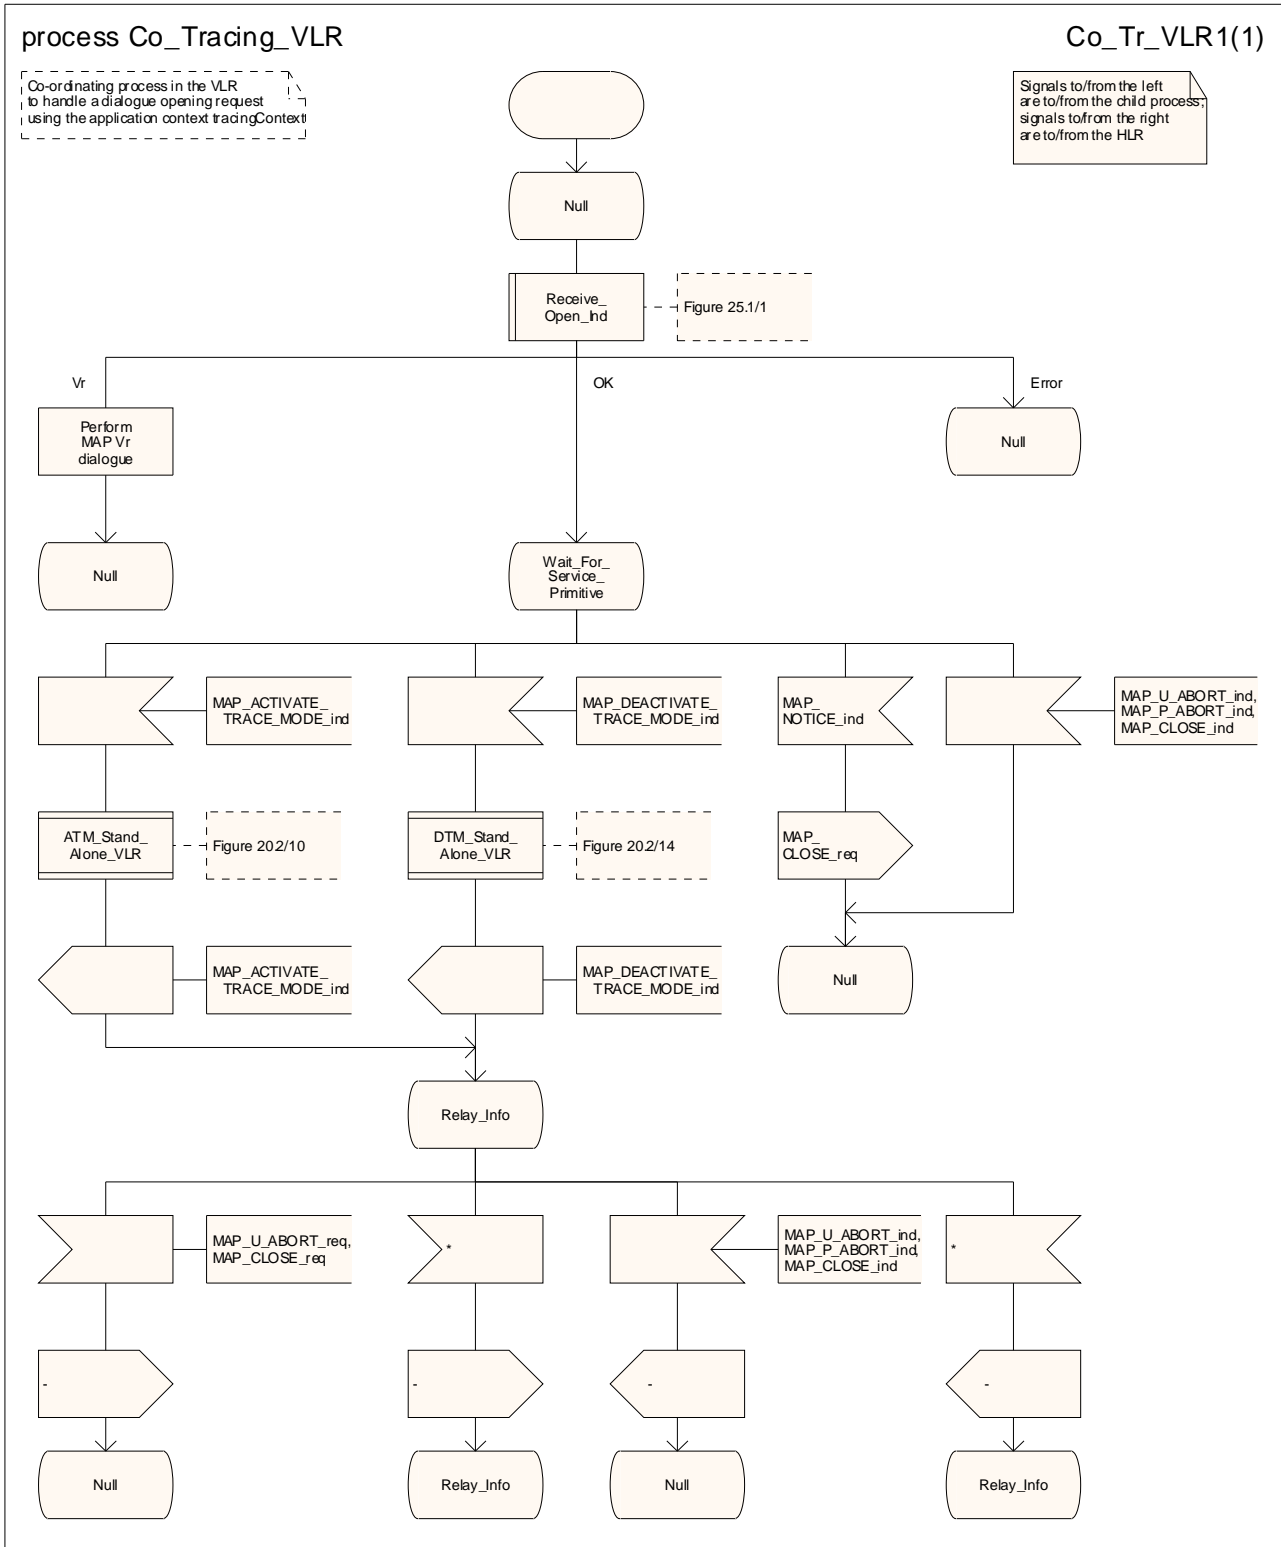 process Co_Tracing_VLR
Co_Tr_VLR1(1)
Co-ordinating process in the VLR
to handle a dialogue opening request
using the application context tracingContext
Signals to/from the left
are to/from the child process;
signals to/from the right
are to/from the HLR
Null
Receive_
Open_Ind
Figure 25.1/1
Vr
OK
Error
Perform
MAP Vr
dialogue
Null
Null
Wait_For_
Service_
Primitive
MAP_ACTIVATE_
TRACE_MODE_ind
MAP_DEACTIVATE_
TRACE_MODE_ind
MAP_
NOTICE_ind
MAP_U_ABORT_ind,
MAP_P_ABORT_ind,
MAP_CLOSE_ind
ATM_Stand_
Alone_VLR
Figure 20.2/10
DTM_Stand_
Alone_VLR
Figure 20.2/14
MAP_
CLOSE_req
MAP_ACTIVATE_
TRACE_MODE_ind
MAP_DEACTIVATE_
TRACE_MODE_ind
Null
Relay_Info
MAP_U_ABORT_req,
MAP_CLOSE_req
*
MAP_U_ABORT_ind,
MAP_P_ABORT_ind,
MAP_CLOSE_ind
*
-
-
-
-
Null
Relay_Info
Null
Relay_Info